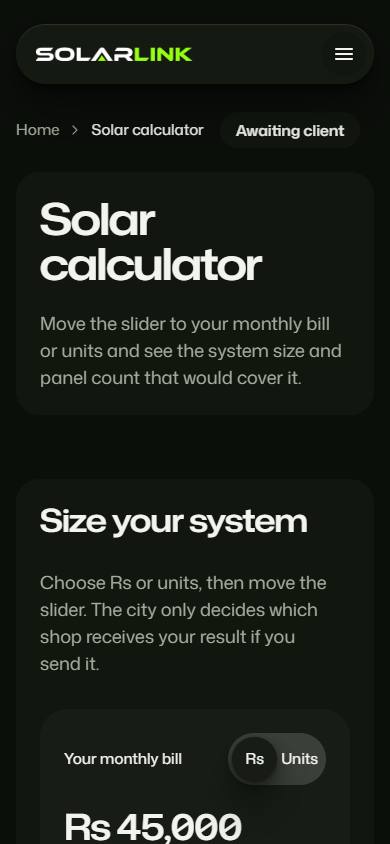 SOLARLINK
Home > Solar calculator Awaiting client
Solar
calculator
Move the slider to your monthly bill
or units and see the system size and
panel count that would cover it.
Size your system
Choose Rs or units, then move the
slider. The city only decides which
shop receives your result if you
send it.
Your monthly bill Rs Units
Rs 45,000